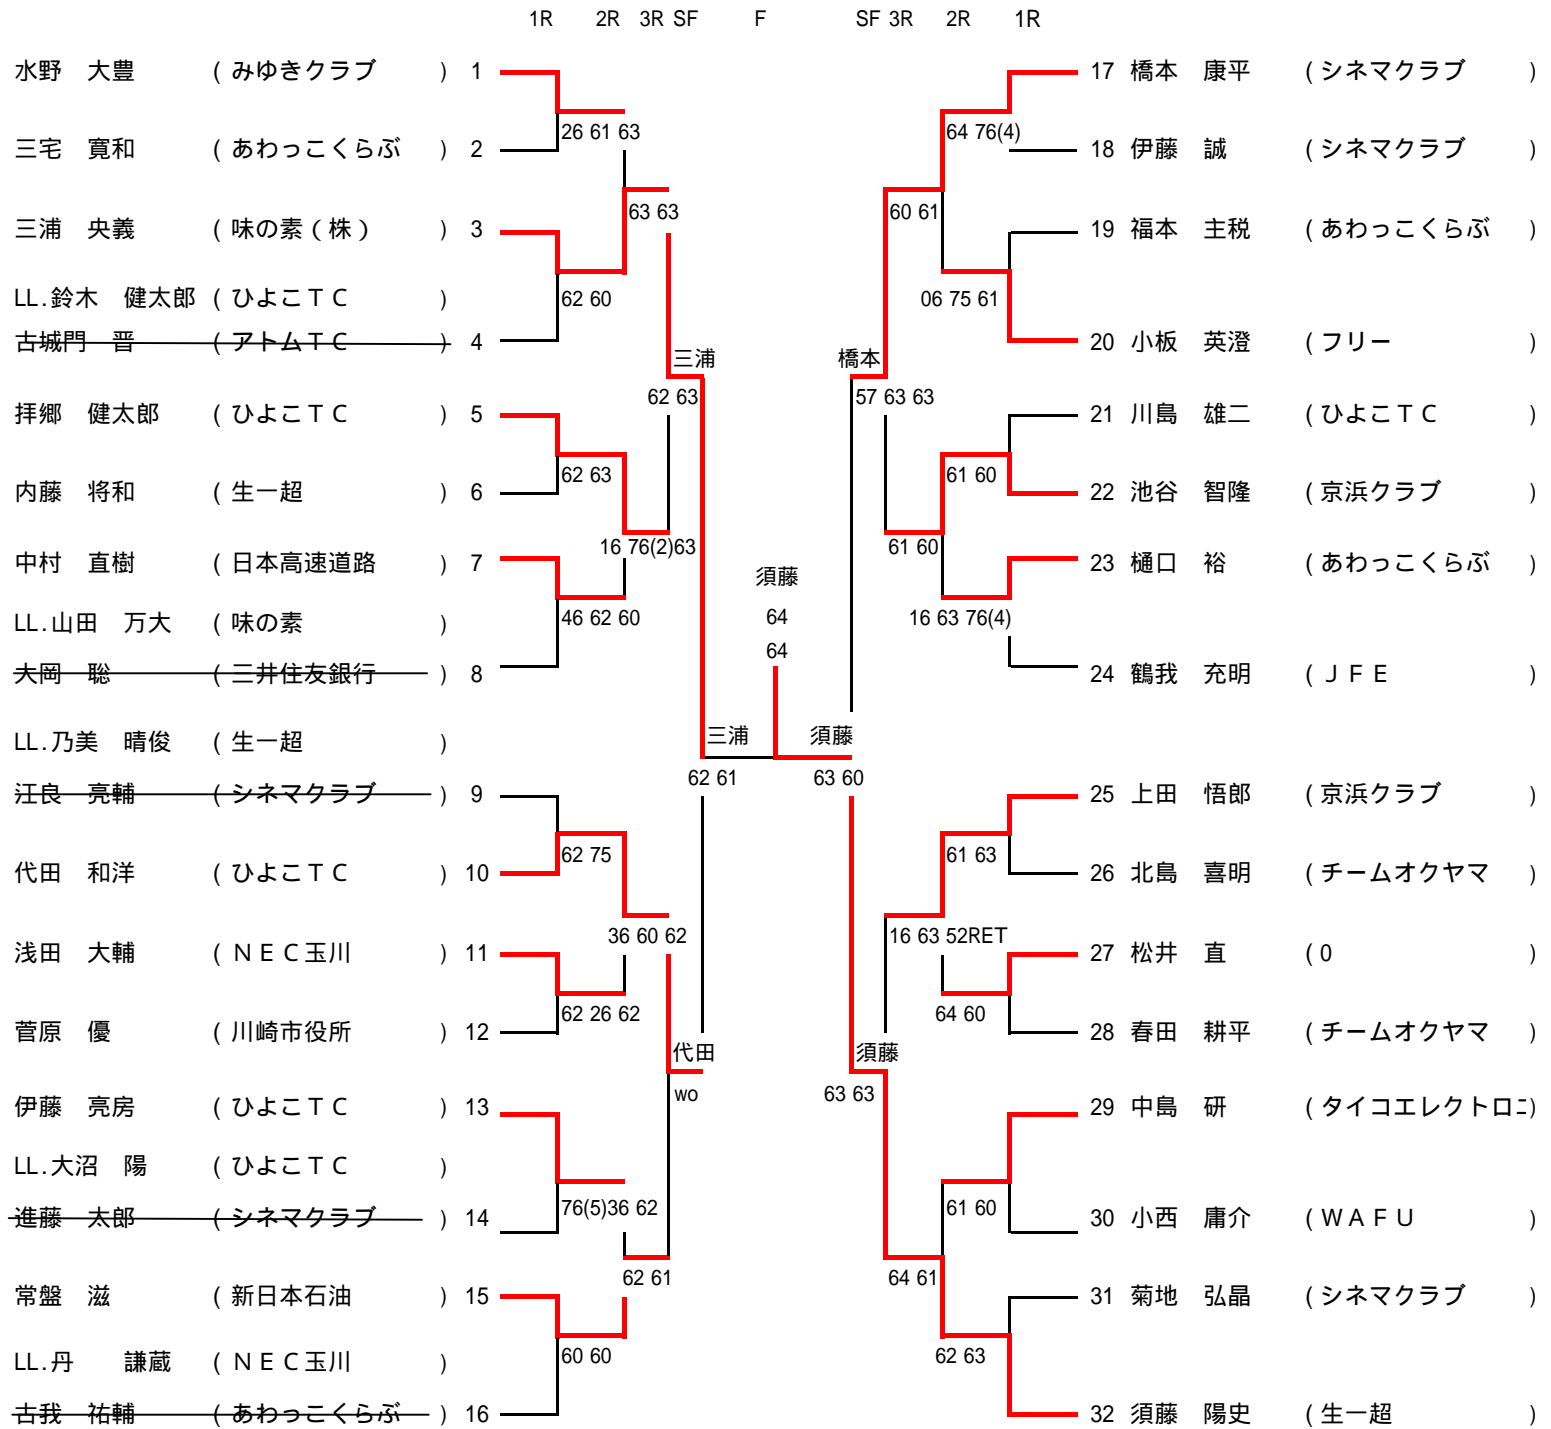 1R 2R 3R SF F SF 3R 2R 1R
水野 大豊 ( みゆきクラブ ) 1
17 橋本 康平 ( シネマクラブ )
26 61 63
64 76(4)
三宅 寛和 ( あわっこくらぶ ) 2
18 伊藤 誠 ( シネマクラブ )
63 63
60 61
三浦 央義 ( 味の素(株) ) 3
19 福本 主税 ( あわっこくらぶ )
LL.鈴木 健太郎 ( ひよこTC )
62 60
06 75 61
古城門 晋 ( アトムTC ) 4
20 小板 英澄 ( フリー )
三浦
橋本
62 63
57 63 63
拝郷 健太郎 ( ひよこTC ) 5
21 川島 雄二 ( ひよこTC )
62 63
61 60
内藤 将和 ( 生一超 ) 6
22 池谷 智隆 ( 京浜クラブ )
16 76(2)63
61 60
中村 直樹 ( 日本高速道路 ) 7
23 樋口 裕 ( あわっこくらぶ )
須藤
46 62 60
64
16 63 76(4)
LL.山田 万大 ( 味の素 )
64
大岡 聡 ( 三井住友銀行 ) 8
24 鶴我 充明 ( JFE )
LL.乃美 晴俊 ( 生一超 )
三浦
須藤
62 61
63 60
江良 亮輔 ( シネマクラブ ) 9
25 上田 悟郎 ( 京浜クラブ )
62 75
61 63
代田 和洋 ( ひよこTC ) 10
26 北島 喜明 ( チームオクヤマ )
36 60 62
16 63 52RET
浅田 大輔 ( NEC玉川 ) 11
27 松井 直 ( 0 )
62 26 62
64 60
菅原 優 ( 川崎市役所 ) 12
28 春田 耕平 ( チームオクヤマ )
代田
須藤
wo
63 63
伊藤 亮房 ( ひよこTC ) 13
29 中島 研 ( タイコエレクトロニ)
LL.大沼 陽 ( ひよこTC )
76(5)36 62
61 60
進藤 太郎 ( シネマクラブ ) 14
30 小西 庸介 ( WAFU )
62 61
64 61
常盤 滋 ( 新日本石油 ) 15
31 菊地 弘晶 ( シネマクラブ )
60 60
62 63
LL.丹 謙蔵 ( NEC玉川 )
古我 祐輔 ( あわっこくらぶ ) 16
32 須藤 陽史 ( 生一超 )